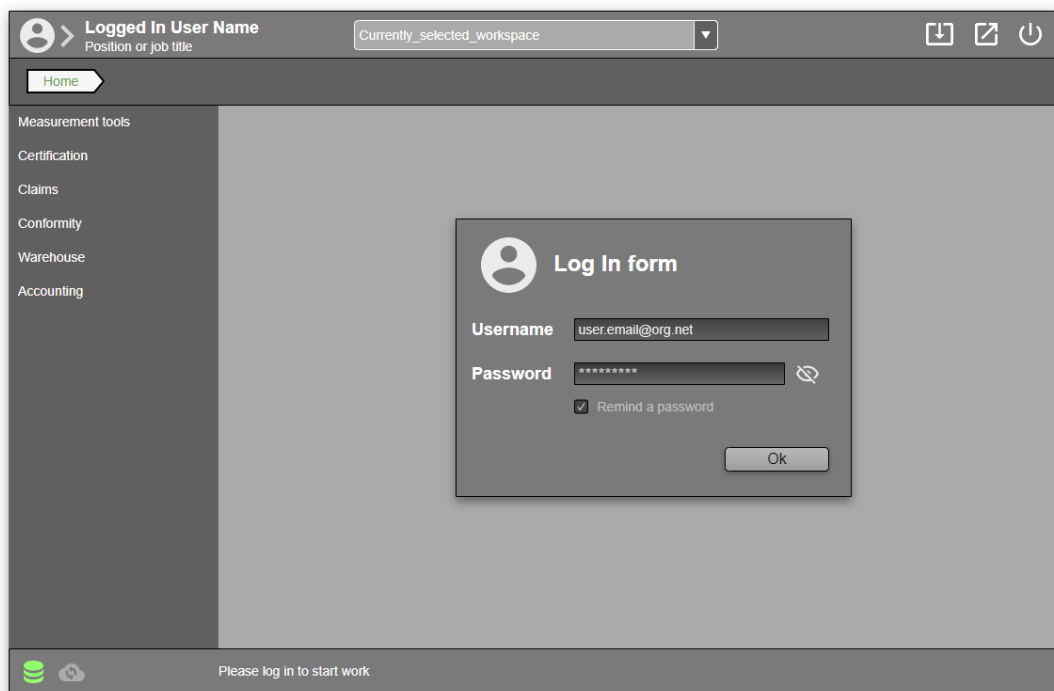 Logged In User Name
Position or job title
Currently_selected_workspace
Home
Measurement tools
Certification
Claims
Conformity
Warehouse
Accounting
Log In form
Username
user.email@org.net
Password
*********
Remind a password
Ok
Please log in to start work